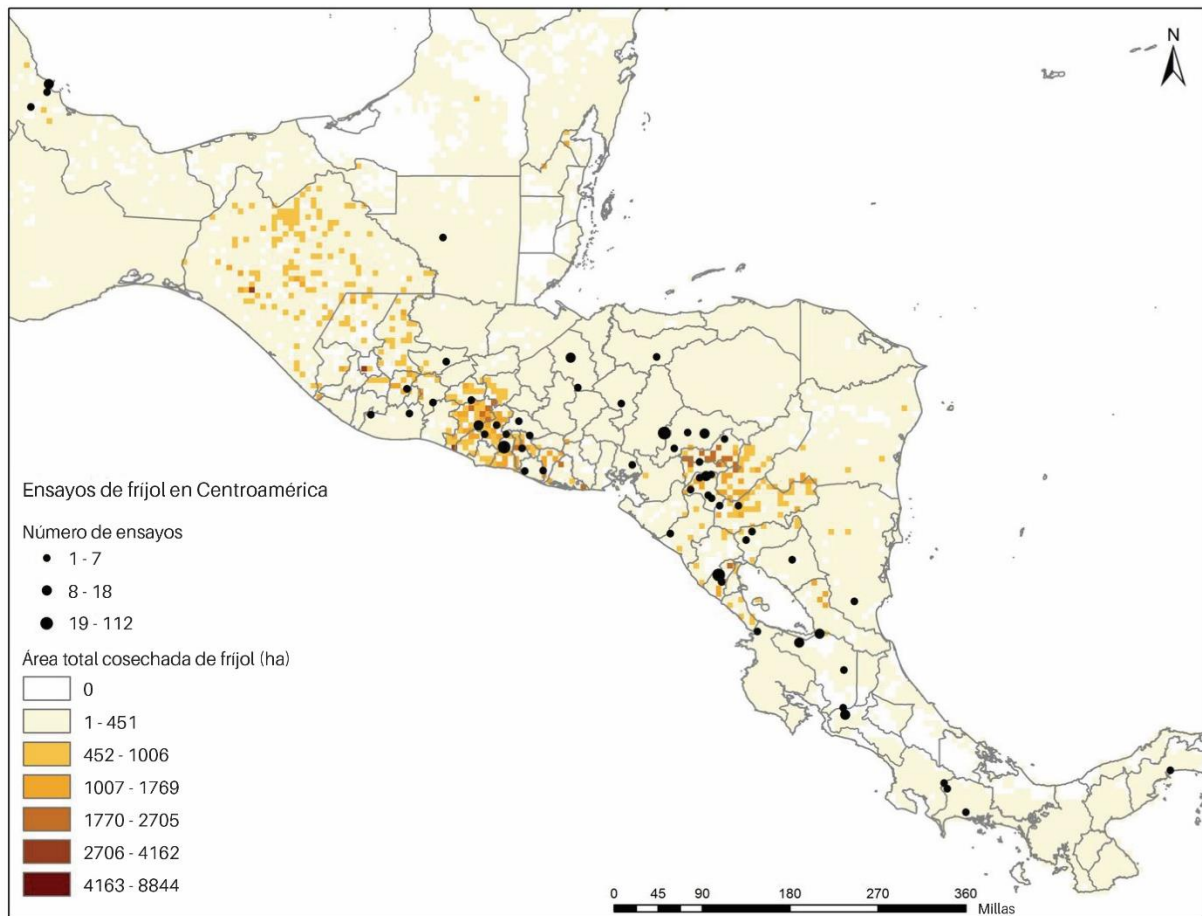 N
Ensayos de fríjol en Centroamérica
Número de ensayos
1 - 7
8 - 18
19 - 112
Área total cosechada de fríjol (ha)
0
1 - 451
452 - 1006
1007 - 1769
1770 - 2705
2706 - 4162
4163 - 8844
0 45 90 180 270 360
Millas